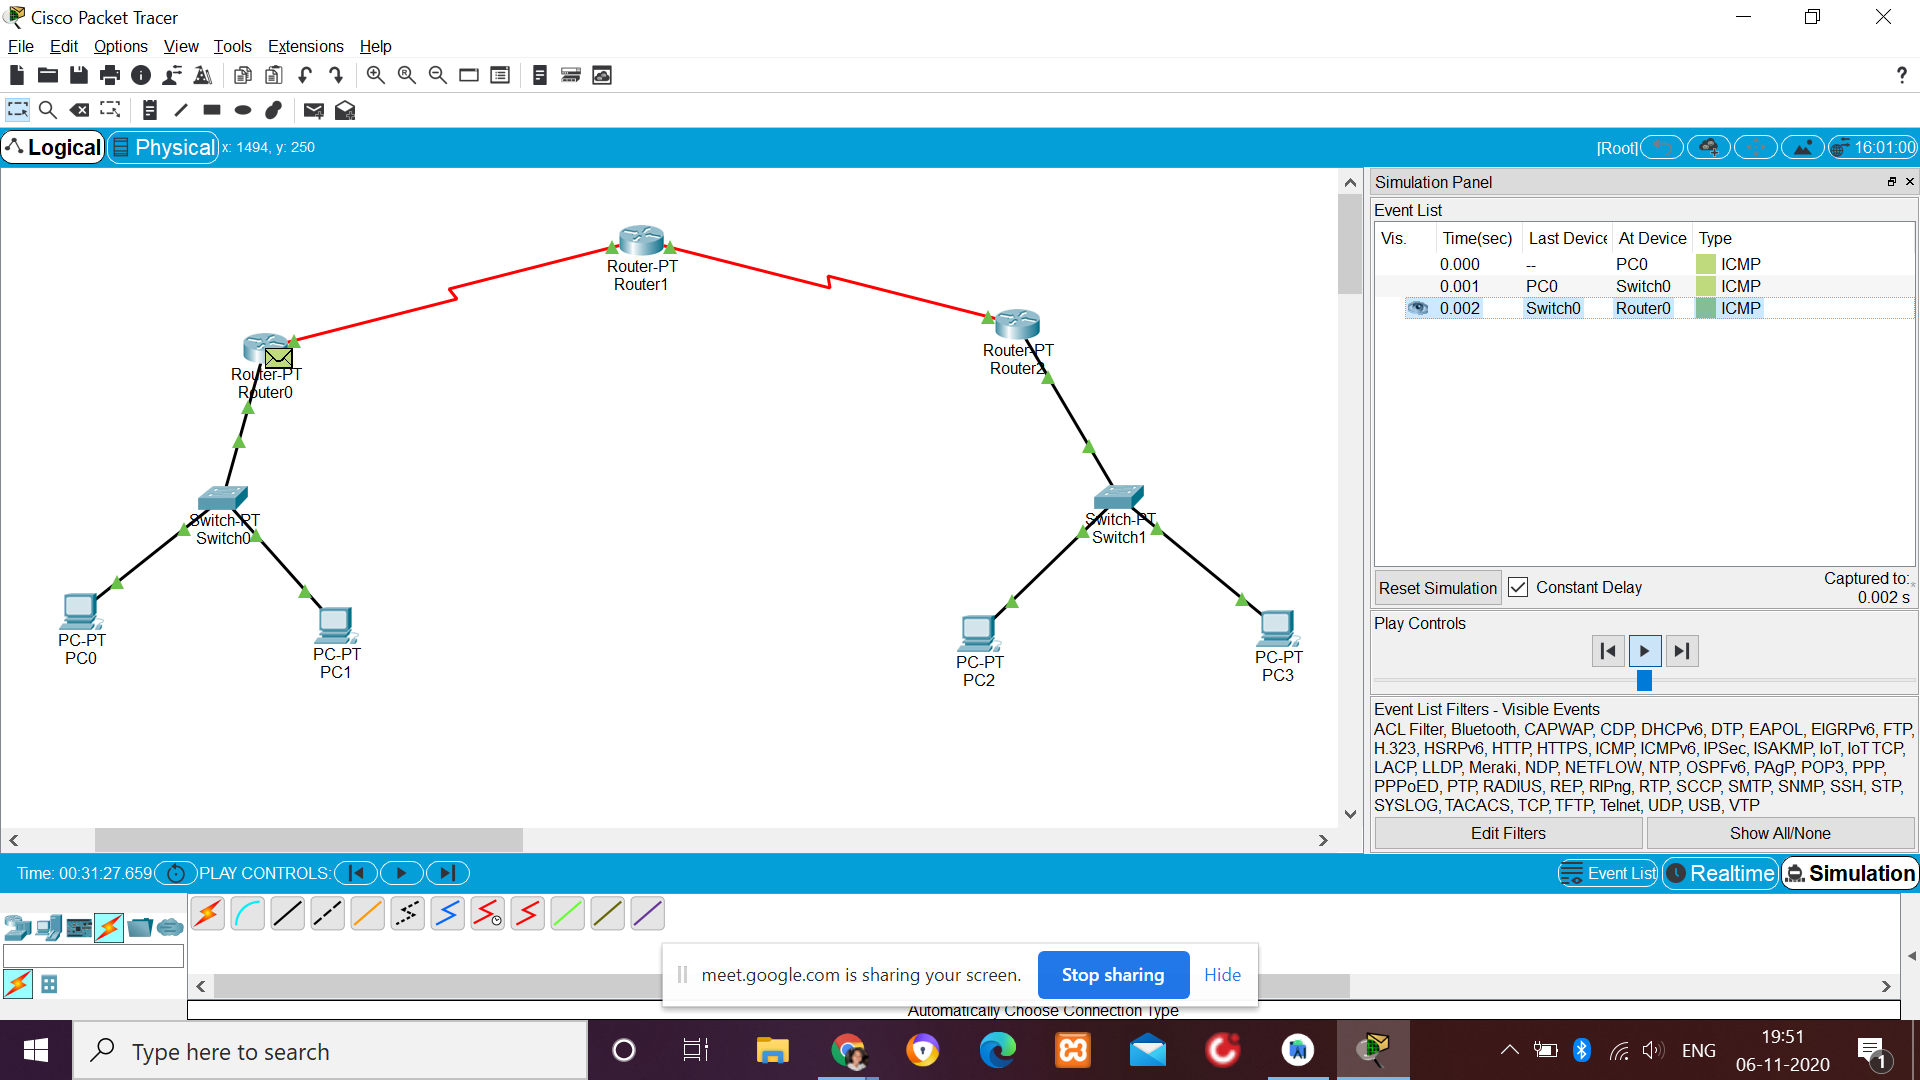 Cisco Packet Tracer
File Edit Options View Tools Extensions Help
?
Logical Physical x: 1494, y: 250
[Root] 16:01:00
Router-PT
Router1
Router-PT
Router0
Router-PT
Router2
Switch-PT
Switch0
Switch-PT
Switch1
PC-PT
PC0
PC-PT
PC1
PC-PT
PC2
PC-PT
PC3
Simulation Panel
Event List
Vis. Time(sec) Last Device At Device Type
0.000 -- PC0 ICMP
0.001 PC0 Switch0 ICMP
0.002 Switch0 Router0 ICMP
Reset Simulation Constant Delay
Captured to:*
0.002 s
Play Controls
Event List Filters - Visible Events
ACL Filter, Bluetooth, CAPWAP, CDP, DHCPv6, DTP, EAPOL, EIGRPv6, FTP,
H.323, HSRPv6, HTTP, HTTPS, ICMP, ICMPv6, IPSec, ISAKMP, IoT, IoT TCP,
LACP, LLDP, Meraki, NDP, NETFLOW, NTP, OSPFv6, PAgP, POP3, PPP,
PPPoED, PTP, RADIUS, REP, RIPng, RTP, SCCP, SMTP, SNMP, SSH, STP,
SYSLOG, TACACS, TCP, TFTP, Telnet, UDP, USB, VTP
Edit Filters Show All/None
Time: 00:31:27.659 PLAY CONTROLS: Event List Realtime Simulation
meet.google.com is sharing your screen. Stop sharing Hide
Automatically Choose Connection Type
Type here to search
ENG
19:51
06-11-2020
1